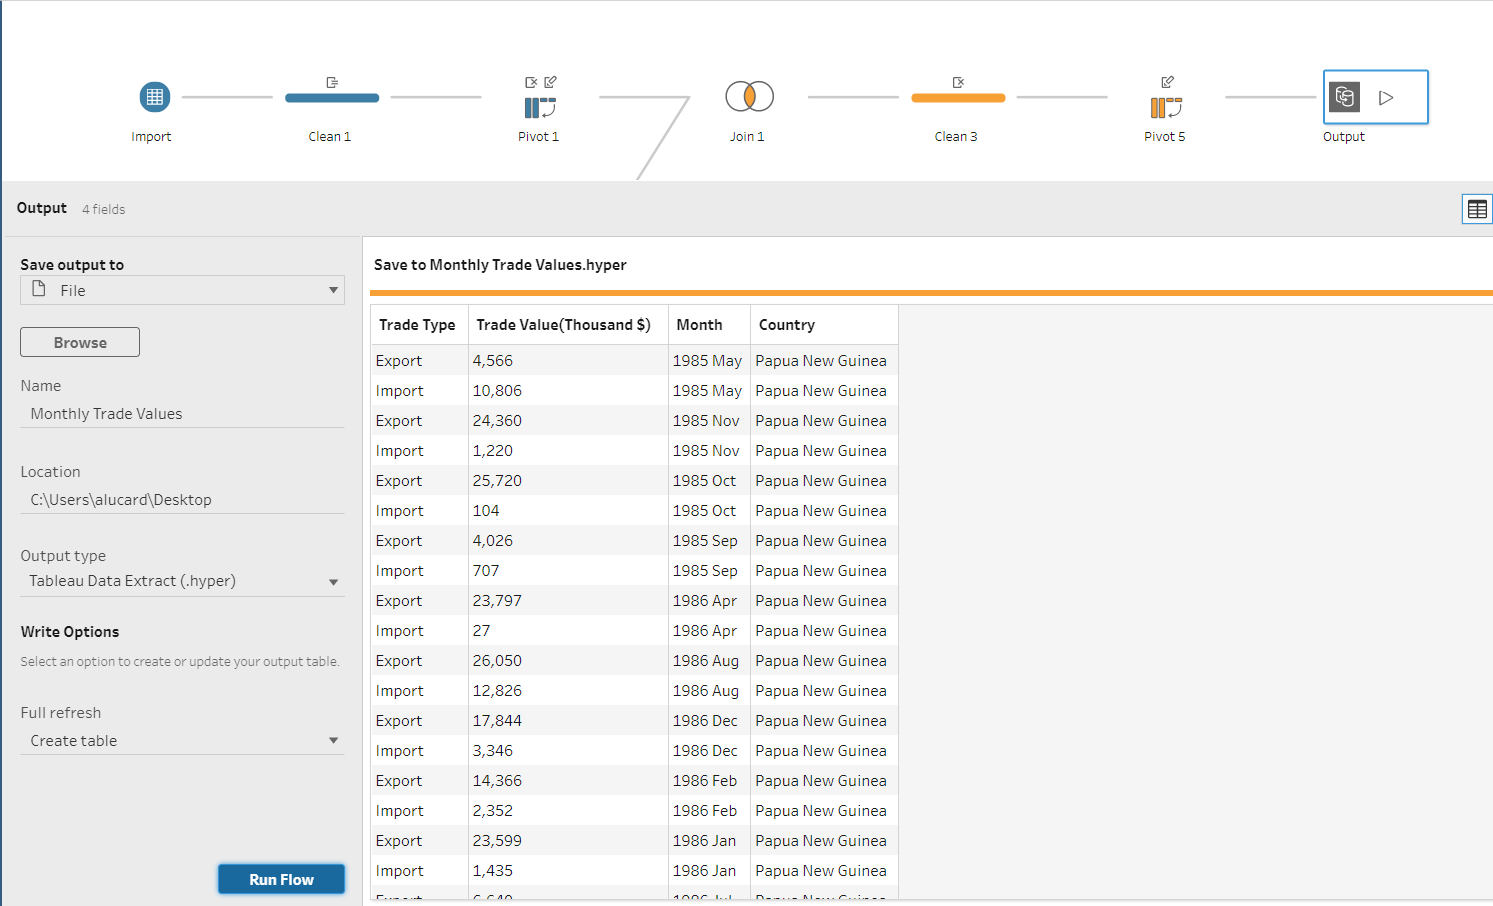 Import
Clean 1
Pivot 1
Join 1
Clean 3
Pivot 5
Output
Output 4 fields
Save output to
File
Browse
Name
Monthly Trade Values
Location
C:\Users\alucard\Desktop
Output type
Tableau Data Extract (.hyper)
Write Options
Select an option to create or update your output table.
Full refresh
Create table
Run Flow
Save to Monthly Trade Values.hyper
Trade Type Trade Value(Thousand $) Month Country
Export 4,566 1985 May Papua New Guinea
Import 10,806 1985 May Papua New Guinea
Export 24,360 1985 Nov Papua New Guinea
Import 1,220 1985 Nov Papua New Guinea
Export 25,720 1985 Oct Papua New Guinea
Import 104 1985 Oct Papua New Guinea
Export 4,026 1985 Sep Papua New Guinea
Import 707 1985 Sep Papua New Guinea
Export 23,797 1986 Apr Papua New Guinea
Import 27 1986 Apr Papua New Guinea
Export 26,050 1986 Aug Papua New Guinea
Import 12,826 1986 Aug Papua New Guinea
Export 17,844 1986 Dec Papua New Guinea
Import 3,346 1986 Dec Papua New Guinea
Export 14,366 1986 Feb Papua New Guinea
Import 2,352 1986 Feb Papua New Guinea
Export 23,599 1986 Jan Papua New Guinea
Import 1,435 1986 Jan Papua New Guinea